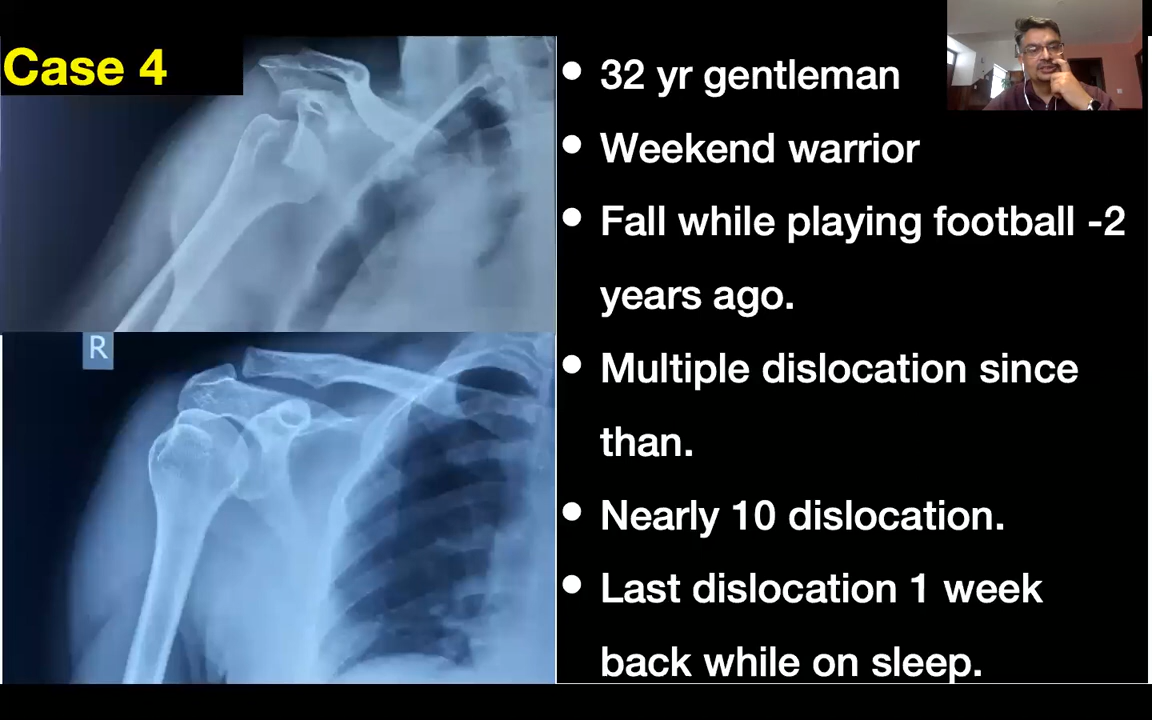 Case 4
R
• 32 yr gentleman
• Weekend warrior
• Fall while playing football -2
years ago.
• Multiple dislocation since
than.
• Nearly 10 dislocation.
• Last dislocation 1 week
back while on sleep.